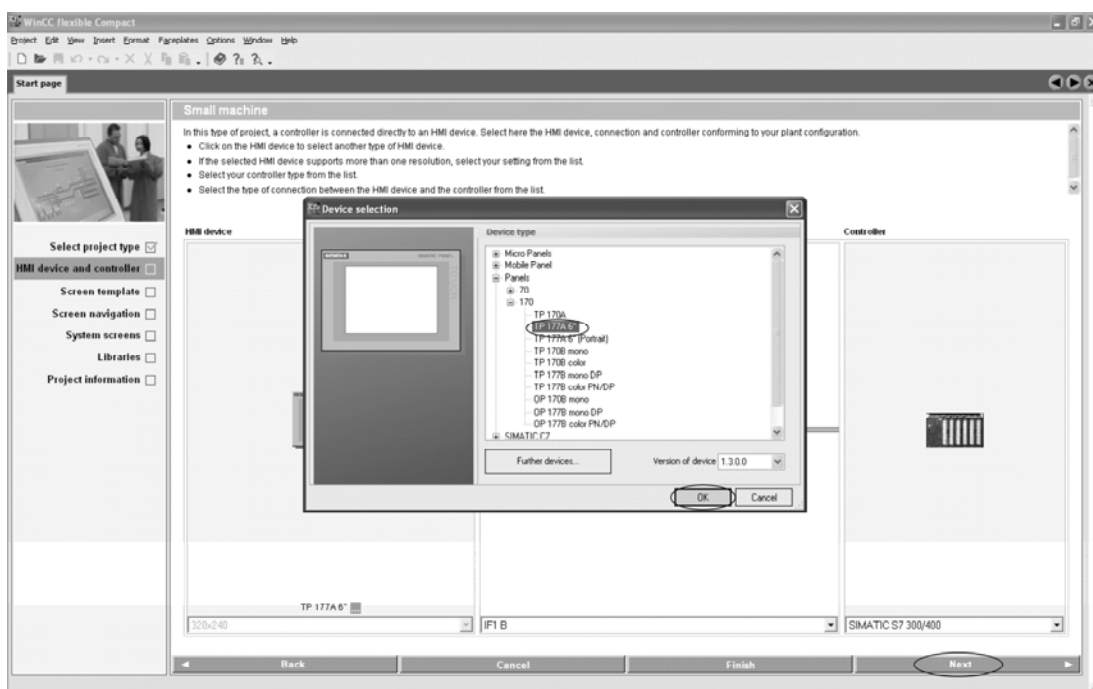 WinCC flexible Compact
Project Edit View Insert Format Faceplates Options Window Help
Start page
Small machine
In this type of project, a controller is connected directly to an HMI device. Select here the HMI device, connection and controller conforming to your plant configuration.
• Click on the HMI device to select another type of HMI device.
• If the selected HMI device supports more than one resolution, select your setting from the list.
• Select your controller type from the list.
• Select the type of connection between the HMI device and the controller from the list.
Select project type
HMI device and controller
Screen template
Screen navigation
System screens
Libraries
Project information
HMI device
Controller
Device selection
Device type
Micro Panels
Mobile Panel
Panels
70
170
TP 170A
TP 177A 6"
TP 177A 6" (Portrait)
TP 170B mono
TP 170B color
TP 177B mono DP
TP 177B color PN/DP
OP 170B mono
OP 177B mono DP
OP 177B color PN/DP
SIMATIC C7
Further devices...
Version of device 1.3.0.0
OK Cancel
TP 177A 6"
320x240
IF1 B
SIMATIC S7 300/400
Back Cancel Finish Next